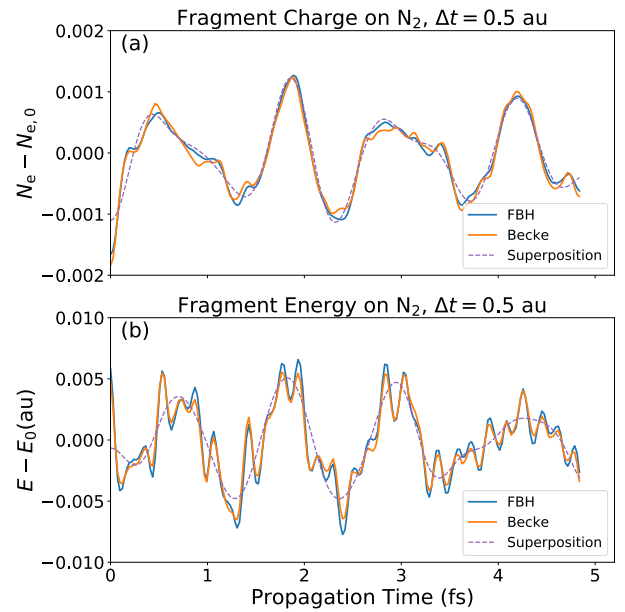 Fragment Charge on N₂, Δt = 0.5 au
(a)
0.002
0.001
0.000
−0.001
−0.002
Nₑ − Nₑ,₀
FBH
Becke
Superposition
Fragment Energy on N₂, Δt = 0.5 au
(b)
0.010
0.005
0.000
−0.005
−0.010
E − E₀(au)
FBH
Becke
Superposition
0 1 2 3 4 5
Propagation Time (fs)